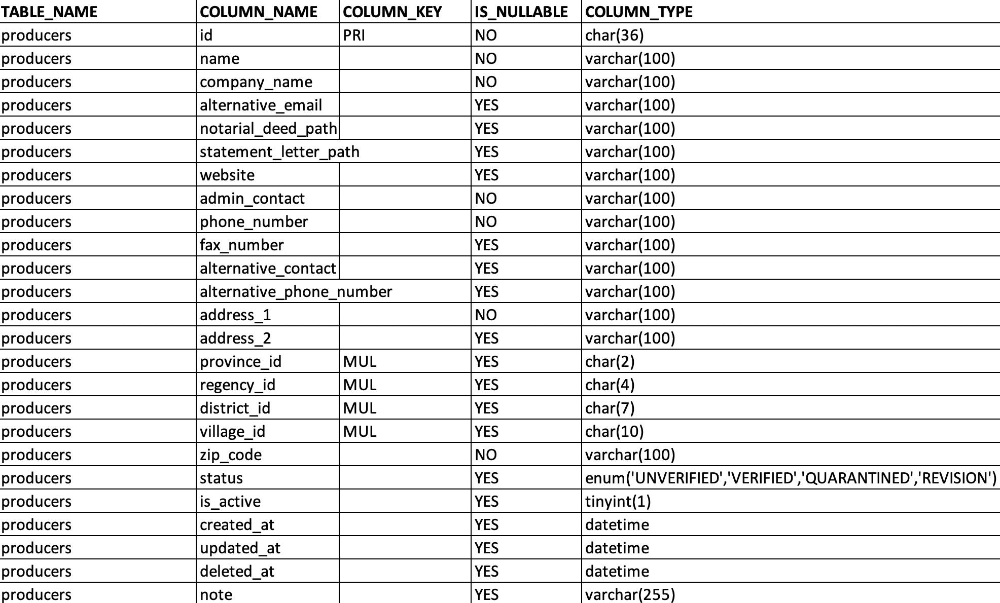 TABLE_NAME COLUMN_NAME COLUMN_KEY IS_NULLABLE COLUMN_TYPE
producers id PRI NO char(36)
producers name NO varchar(100)
producers company_name NO varchar(100)
producers alternative_email YES varchar(100)
producers notarial_deed_path YES varchar(100)
producers statement_letter_path YES varchar(100)
producers website YES varchar(100)
producers admin_contact NO varchar(100)
producers phone_number NO varchar(100)
producers fax_number YES varchar(100)
producers alternative_contact YES varchar(100)
producers alternative_phone_number YES varchar(100)
producers address_1 NO varchar(100)
producers address_2 YES varchar(100)
producers province_id MUL YES char(2)
producers regency_id MUL YES char(4)
producers district_id MUL YES char(7)
producers village_id MUL YES char(10)
producers zip_code NO varchar(100)
producers status YES enum('UNVERIFIED','VERIFIED','QUARANTINED','REVISION')
producers is_active YES tinyint(1)
producers created_at YES datetime
producers updated_at YES datetime
producers deleted_at YES datetime
producers note YES varchar(255)